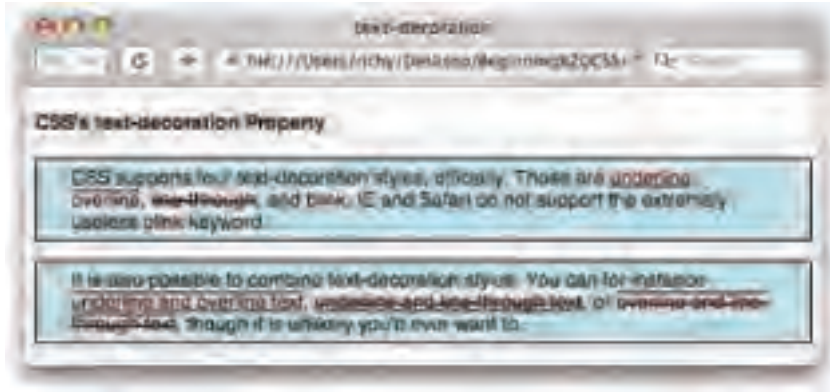 text-decoration
CSS's text-decoration Property
CSS supports four text-decoration styles, officially. Those are underline,
overline, line-through, and blink. IE and Safari do not support the extremely
useless blink keyword.
It is also possible to combine text-decoration styles. You can for instance
underline and overline text, underline and line-through text, or overline and line-
through text, though it is unlikely you'd ever want to.